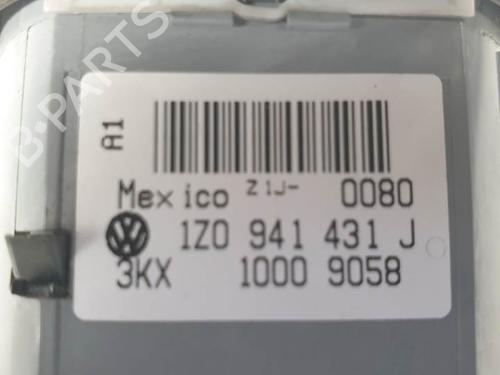 B-PARTS
A1
Mexico Z1J- 0080
1Z0 941 431 J
3KX 1000 9058